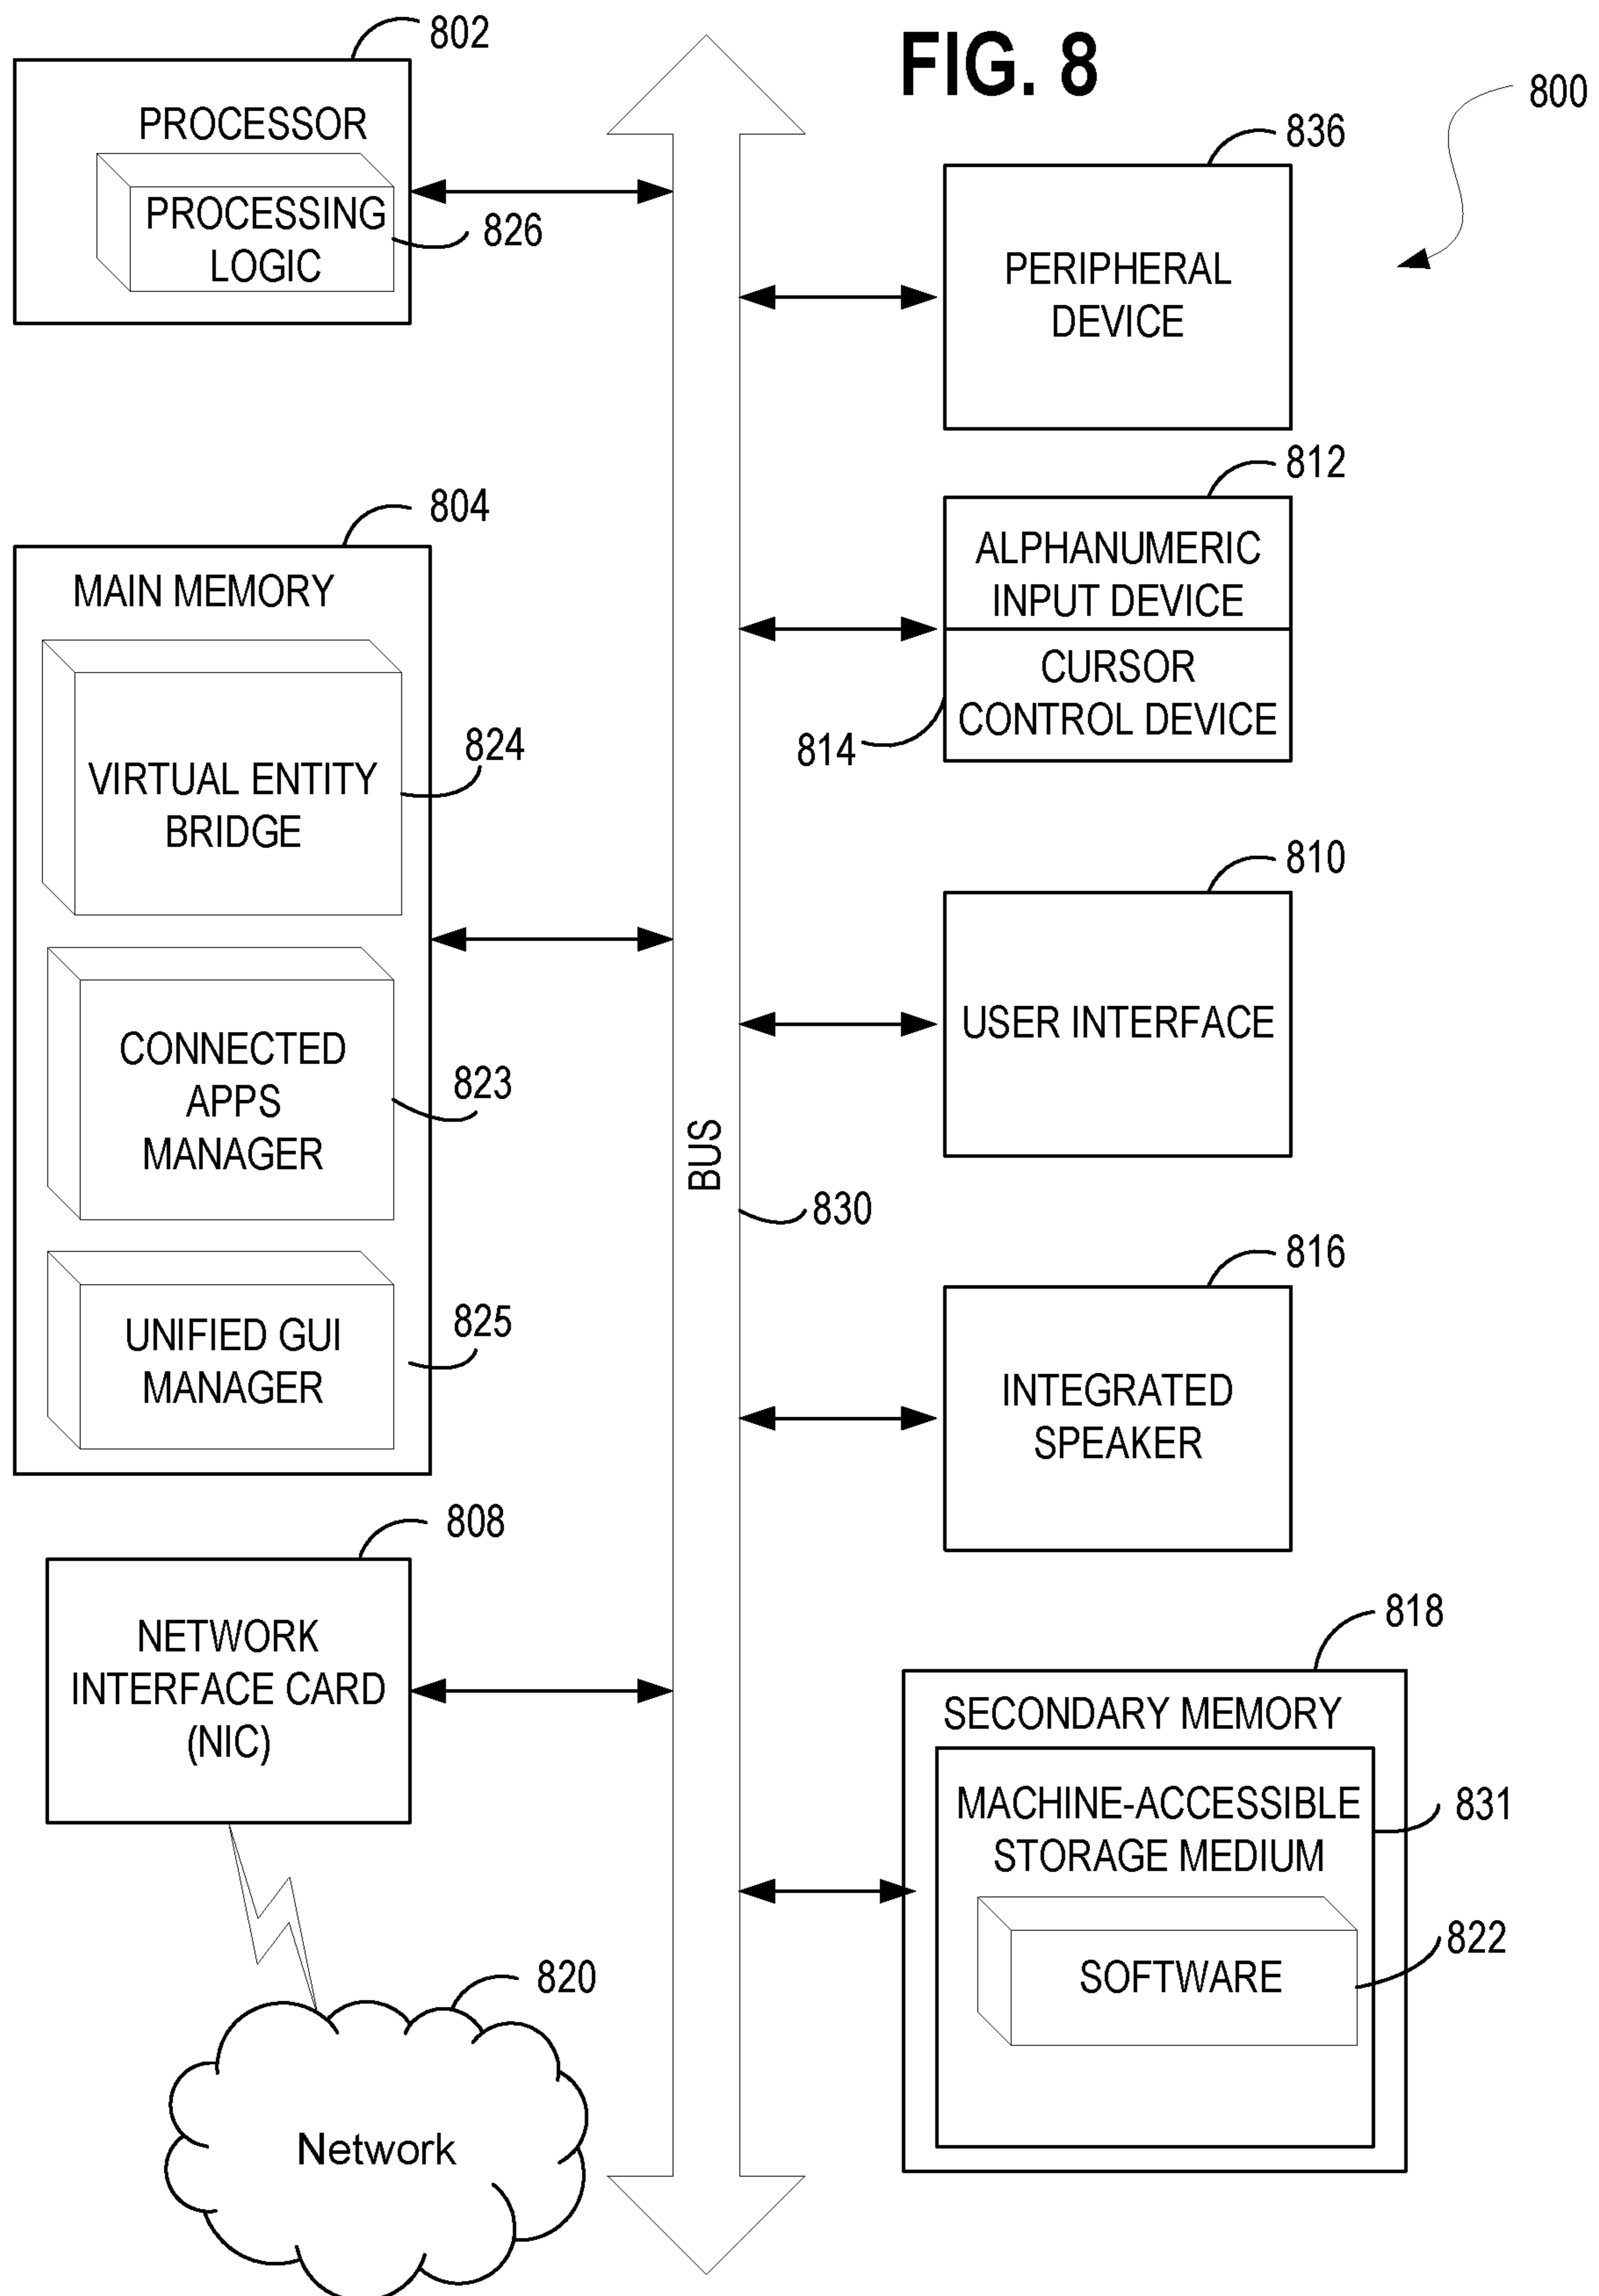 FIG. 8
800
802
PROCESSOR
PROCESSING
LOGIC
826
804
MAIN MEMORY
VIRTUAL ENTITY
BRIDGE
824
CONNECTED
APPS
MANAGER
823
UNIFIED GUI
MANAGER
825
808
NETWORK
INTERFACE CARD
(NIC)
820
Network
BUS
830
836
PERIPHERAL
DEVICE
812
ALPHANUMERIC
INPUT DEVICE
CURSOR
CONTROL DEVICE
814
810
USER INTERFACE
816
INTEGRATED
SPEAKER
818
SECONDARY MEMORY
MACHINE-ACCESSIBLE
STORAGE MEDIUM
831
SOFTWARE
822